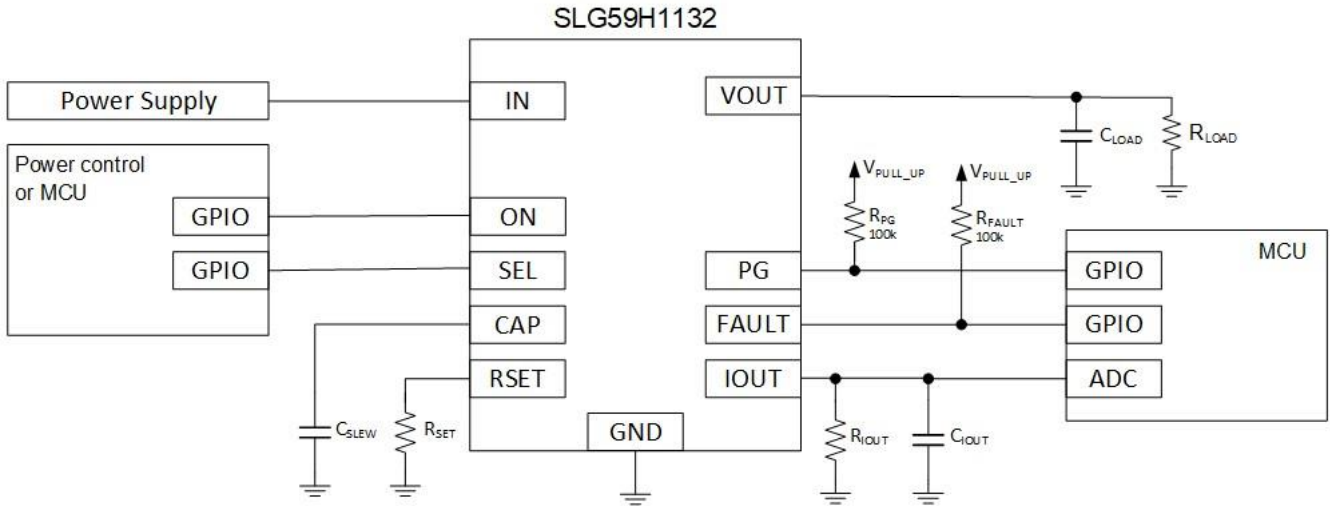 SLG59H1132
Power Supply
IN
VOUT
CLOAD
RLOAD
Power control
or MCU
GPIO
ON
GPIO
SEL
CAP
RSET
CSLEW
RSET
GND
VPULL_UP
VPULL_UP
RPG
100k
RFAULT
100k
PG
FAULT
IOUT
RIOUT
CIOUT
MCU
GPIO
GPIO
ADC